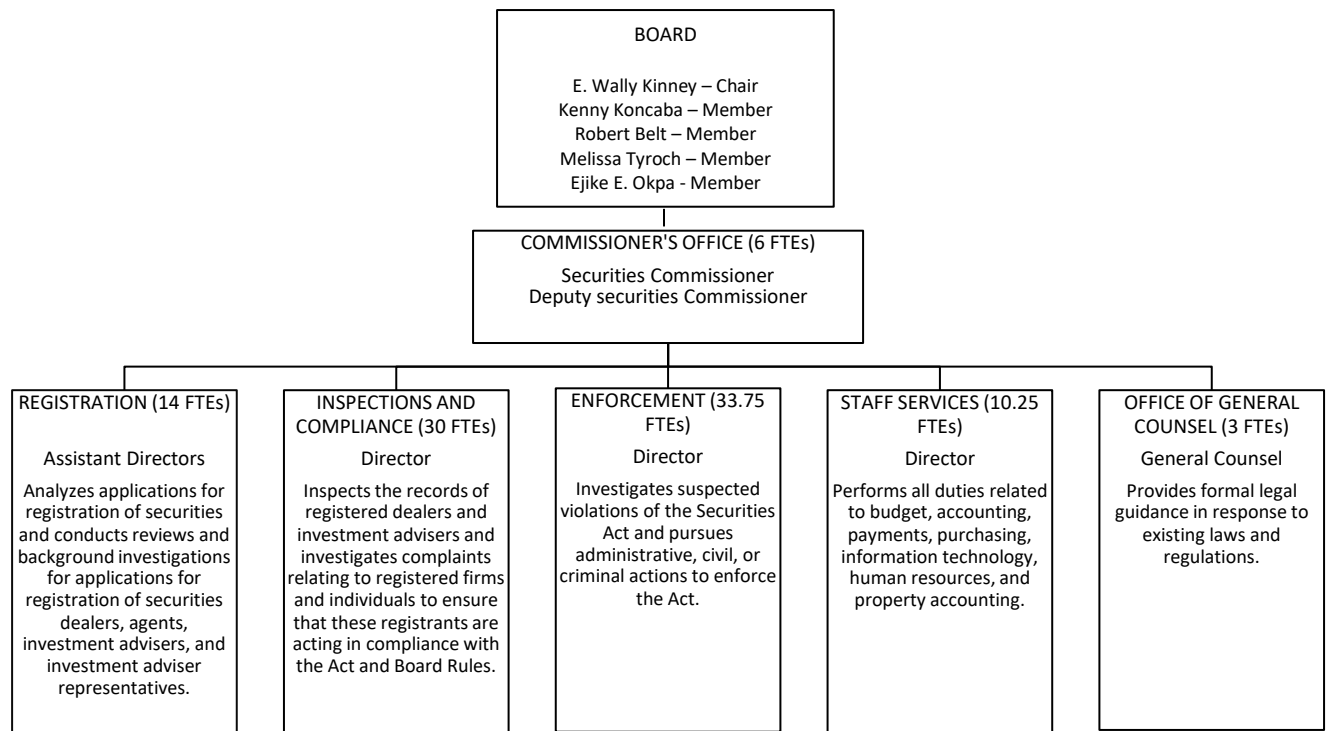 BOARD
E. Wally Kinney – Chair
Kenny Koncaba – Member
Robert Belt – Member
Melissa Tyroch – Member
Ejike E. Okpa - Member
COMMISSIONER'S OFFICE (6 FTEs)
Securities Commissioner
Deputy securities Commissioner
REGISTRATION (14 FTEs)
Assistant Directors
Analyzes applications for
registration of securities
and conducts reviews and
background investigations
for applications for
registration of securities
dealers, agents,
investment advisers, and
investment adviser
representatives.
INSPECTIONS AND
COMPLIANCE (30 FTEs)
Director
Inspects the records of
registered dealers and
investment advisers and
investigates complaints
relating to registered firms
and individuals to ensure
that these registrants are
acting in compliance with
the Act and Board Rules.
ENFORCEMENT (33.75
FTEs)
Director
Investigates suspected
violations of the Securities
Act and pursues
administrative, civil, or
criminal actions to enforce
the Act.
STAFF SERVICES (10.25
FTEs)
Director
Performs all duties related
to budget, accounting,
payments, purchasing,
information technology,
human resources, and
property accounting.
OFFICE OF GENERAL
COUNSEL (3 FTEs)
General Counsel
Provides formal legal
guidance in response to
existing laws and
regulations.